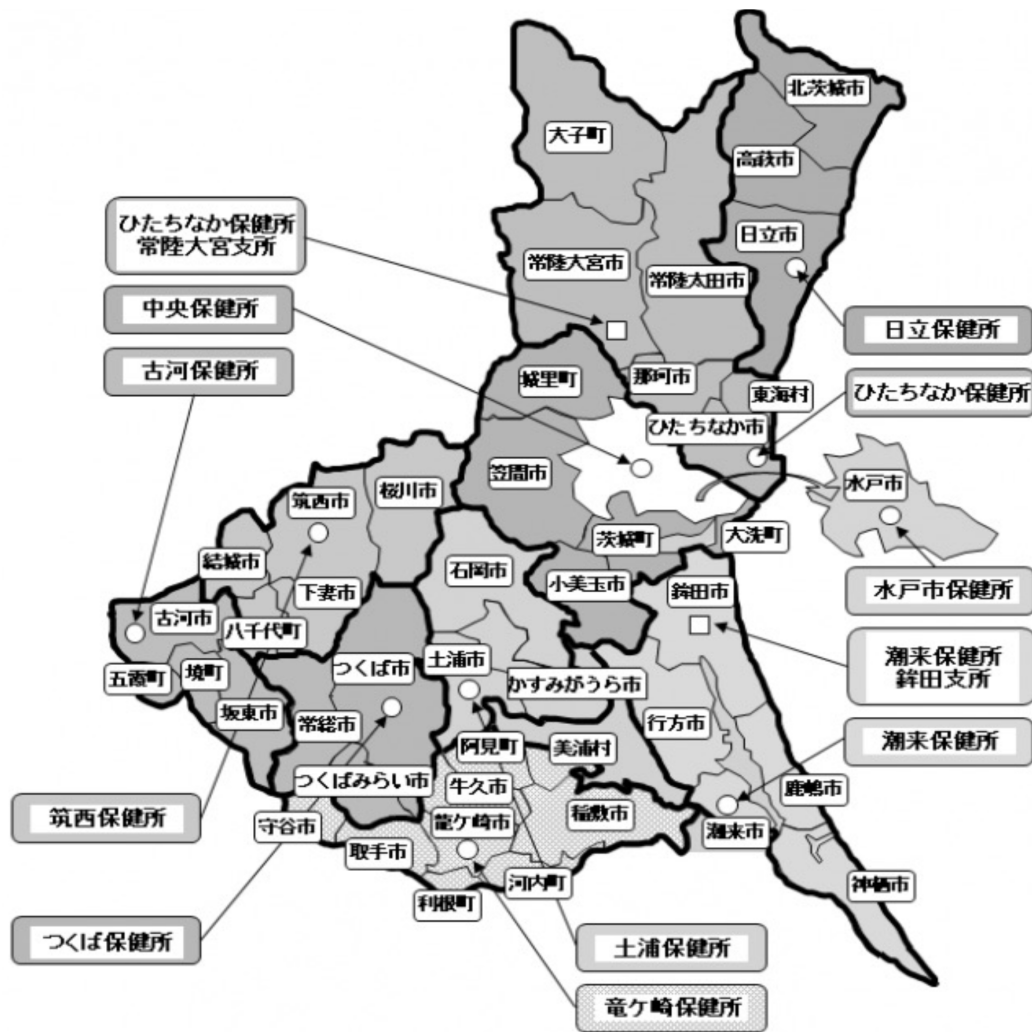 北茨城市
大子町
高萩市
ひたちなか保健所
常陸大宮支所
日立市
常陸大宮市
常陸太田市
中央保健所
日立保健所
古河保健所
城里町
那珂市
東海村
ひたちなか保健所
ひたちなか市
笠間市
水戸市
桜川市
筑西市
茨城町
大洗町
結城市
石岡市
小美玉市
鉾田市
下妻市
水戸市保健所
古河市
八千代町
潮来保健所
鉾田支所
五霞町
境町
つくば市
土浦市
かすみがうら市
坂東市
常総市
行方市
阿見町
美浦村
潮来保健所
つくばみらい市
牛久市
鹿嶋市
筑西保健所
守谷市
龍ケ崎市
稲敷市
潮来市
取手市
河内町
神栖市
利根町
つくば保健所
土浦保健所
竜ケ崎保健所